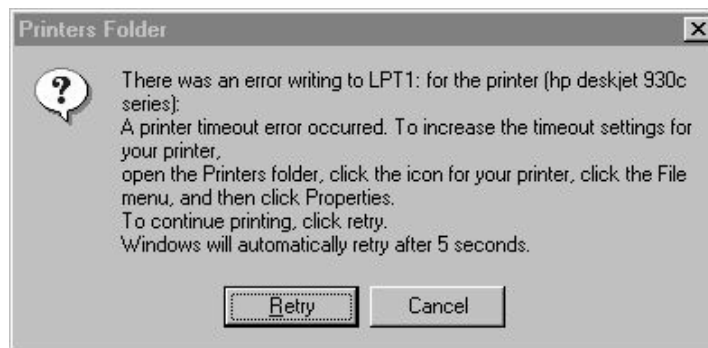 Printers Folder
There was an error writing to LPT1: for the printer (hp deskjet 930c
series):
A printer timeout error occurred. To increase the timeout settings for
your printer,
open the Printers folder, click the icon for your printer, click the File
menu, and then click Properties.
To continue printing, click retry.
Windows will automatically retry after 5 seconds.
Retry
Cancel